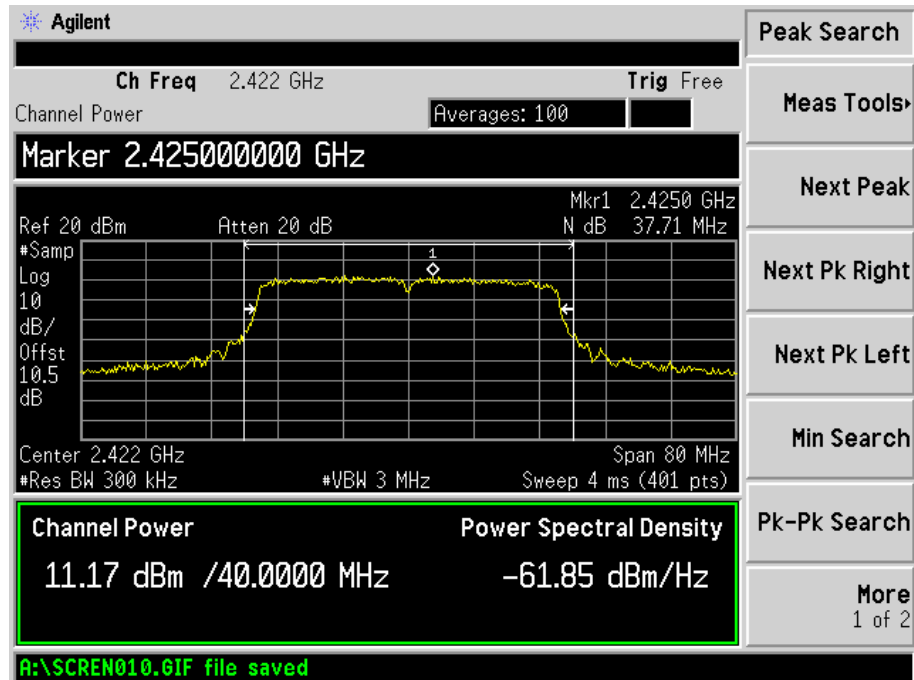 Agilent
Ch Freq 2.422 GHz Trig Free
Channel Power Averages: 100
Marker 2.425000000 GHz
Mkr1 2.4250 GHz
Ref 20 dBm Atten 20 dB N dB 37.71 MHz
#Samp
Log
10
dB/
Offst
10.5
dB
1
Center 2.422 GHz Span 80 MHz
#Res BW 300 kHz #VBW 3 MHz Sweep 4 ms (401 pts)
Channel Power Power Spectral Density
11.17 dBm /40.0000 MHz -61.85 dBm/Hz
A:\SCREN010.GIF file saved
Peak Search
Meas Tools
Next Peak
Next Pk Right
Next Pk Left
Min Search
Pk-Pk Search
More
1 of 2